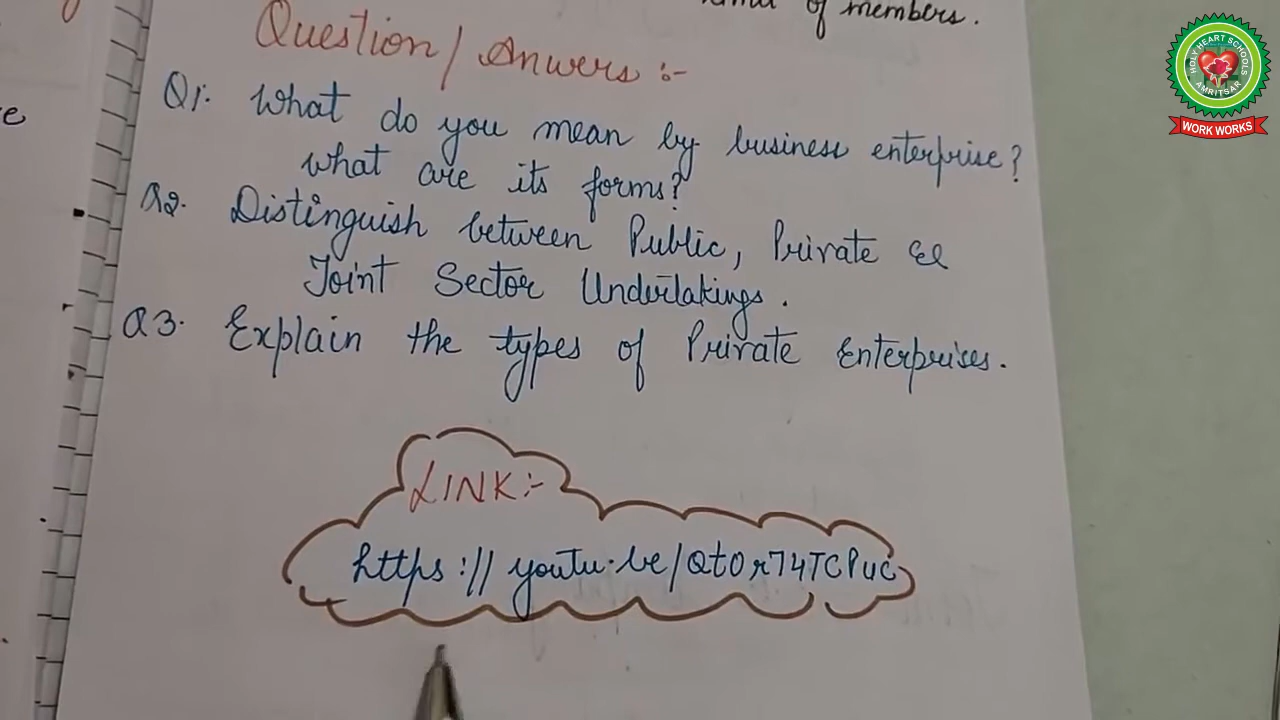 of members.
Question/Anwers :-
Q1. What do you mean by business enterprise?
what are its forms?
Q2. Distinguish between Public, Private &
Joint Sector Undertakings.
Q3. Explain the types of Private Enterprises.
LINK:-
https://youtu.be/QtOr74TCPUC
HOLY HEART SCHOOLS
AMRITSAR
WORK WORKS